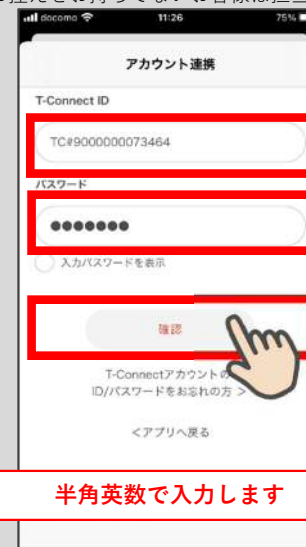 docomo 11:26 75%
アカウント連携
T-Connect ID
TC#9000000073464
パスワード
●●●●●●●
入力パスワードを表示
確認
T-Connectアカウントの
ID/パスワードをお忘れの方 >
<アプリへ戻る
半角英数で入力します